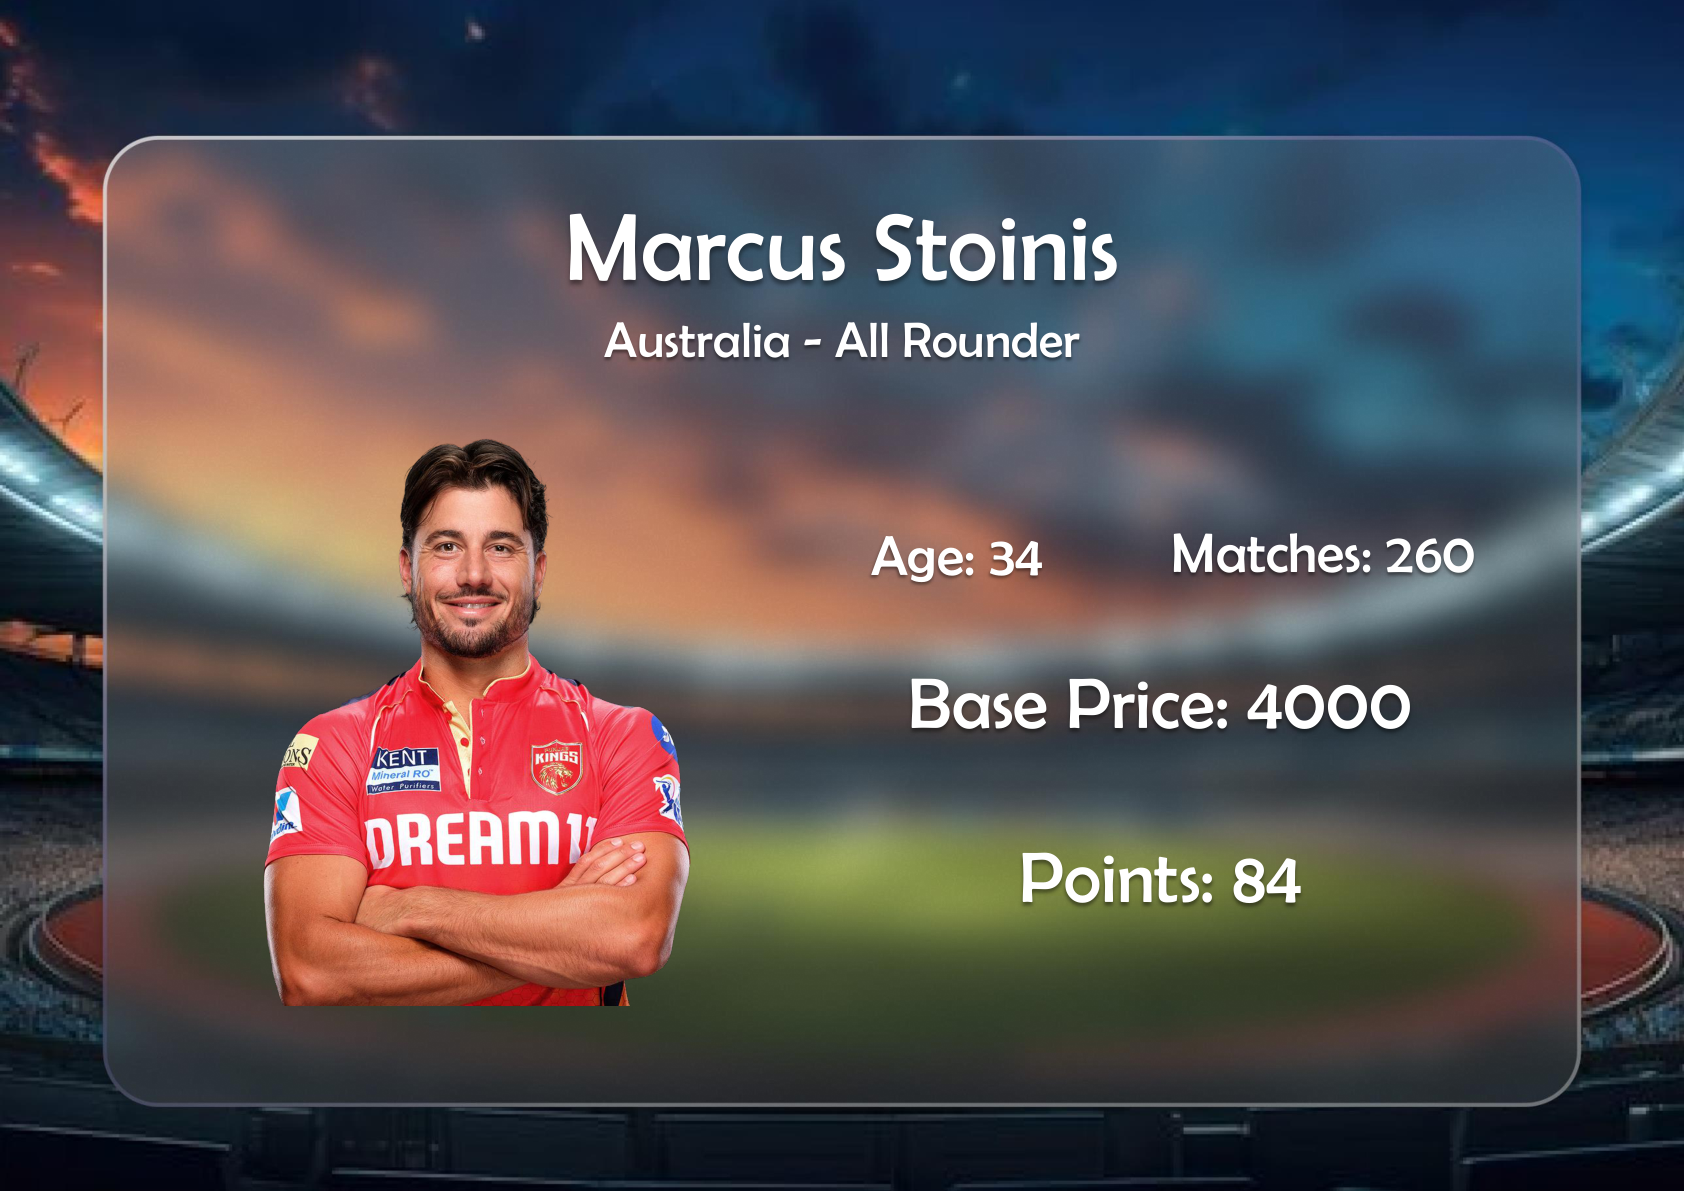 Marcus Stoinis
Australia - All Rounder
Age: 34
Matches: 260
Base Price: 4000
Points: 84
KENT
Mineral RO
Water Purifiers
PUNJAB
KINGS
DREAM11